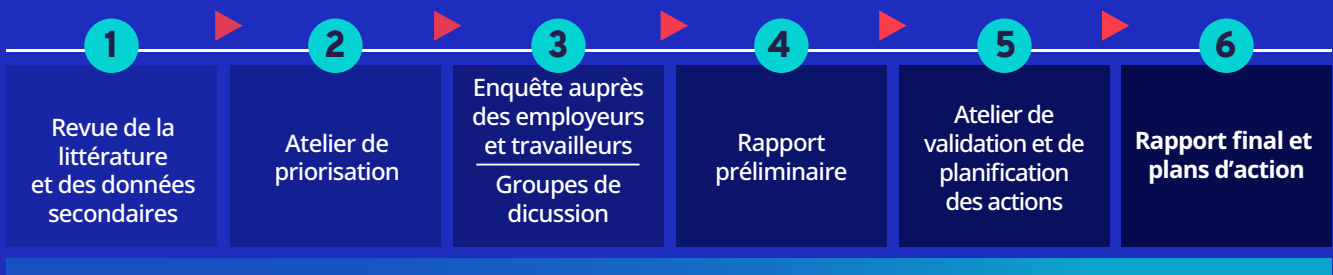 1
Revue de la
littérature
et des données
secondaires
2
Atelier de
priorisation
3
Enquête auprès
des employeurs
et travailleurs
Groupes de
dicussion
4
Rapport
préliminaire
5
Atelier de
validation et de
planification
des actions
6
Rapport final et
plans d’action